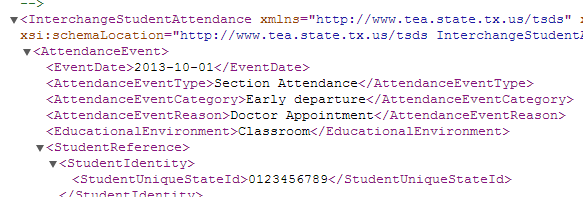 -->
▼<InterchangeStudentAttendance xmlns="http://www.tea.state.tx.us/tsds"
xsi:schemaLocation="http://www.tea.state.tx.us/tsds
▼<AttendanceEvent>
<EventDate>2013-10-01</EventDate>
<AttendanceEventType>Section Attendance</AttendanceEventType>
<AttendanceEventCategory>Early departure</AttendanceEventCategory>
<AttendanceEventReason>Doctor Appointment</AttendanceEventReason>
<EducationalEnvironment>Classroom</EducationalEnvironment>
▼<StudentReference>
▼<StudentIdentity>
<StudentUniqueStateId>0123456789</StudentUniqueStateId>
</StudentIdentity>